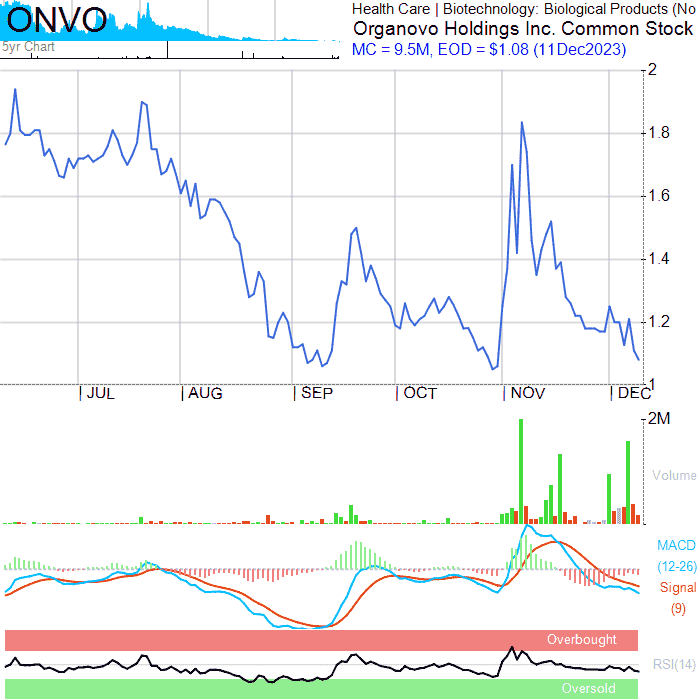 ONVO
5yr Chart
Health Care | Biotechnology: Biological Products (No
Organovo Holdings Inc. Common Stock
MC = 9.5M, EOD = $1.08 (11Dec2023)
2
1.8
1.6
1.4
1.2
1
JUL AUG SEP OCT NOV DEC
2M
Volume
MACD
(12-26)
Signal
(9)
Overbought
RSI(14)
Oversold